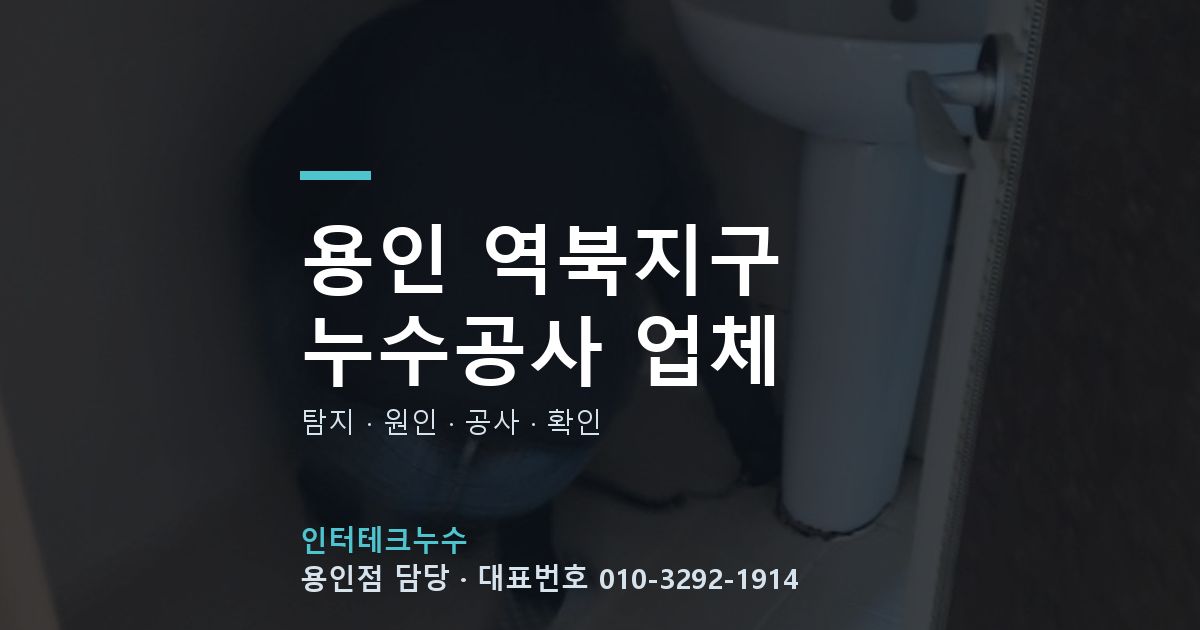 용인 역북지구
누수공사 업체
탐지 · 원인 · 공사 · 확인
인터테크누수
용인점 담당 · 대표번호 010-3292-1914